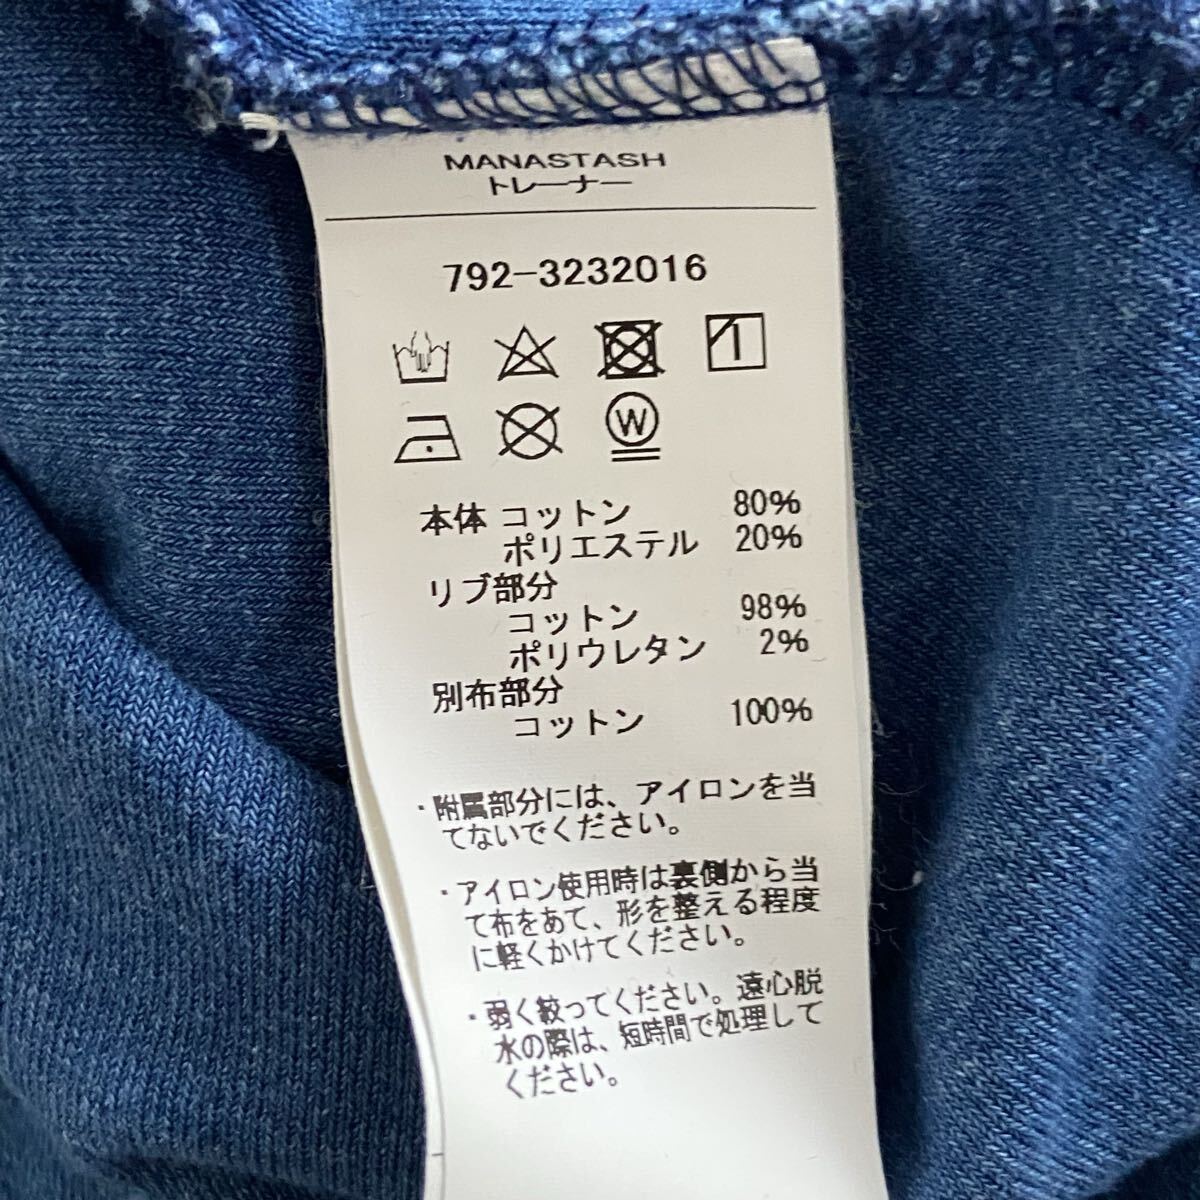 MANASTASH
トレーナー
792-3232016
W
本体 コットン 80%
ポリエステル 20%
リブ部分
コットン 98%
ポリウレタン 2%
別布部分
コットン 100%
・附属部分には、アイロンを当
てないでください。
・アイロン使用時は裏側から当
て布をあて、形を整える程度
に軽くかけてください。
・弱く絞ってください。遠心脱
水の際は、短時間で処理して
ください。